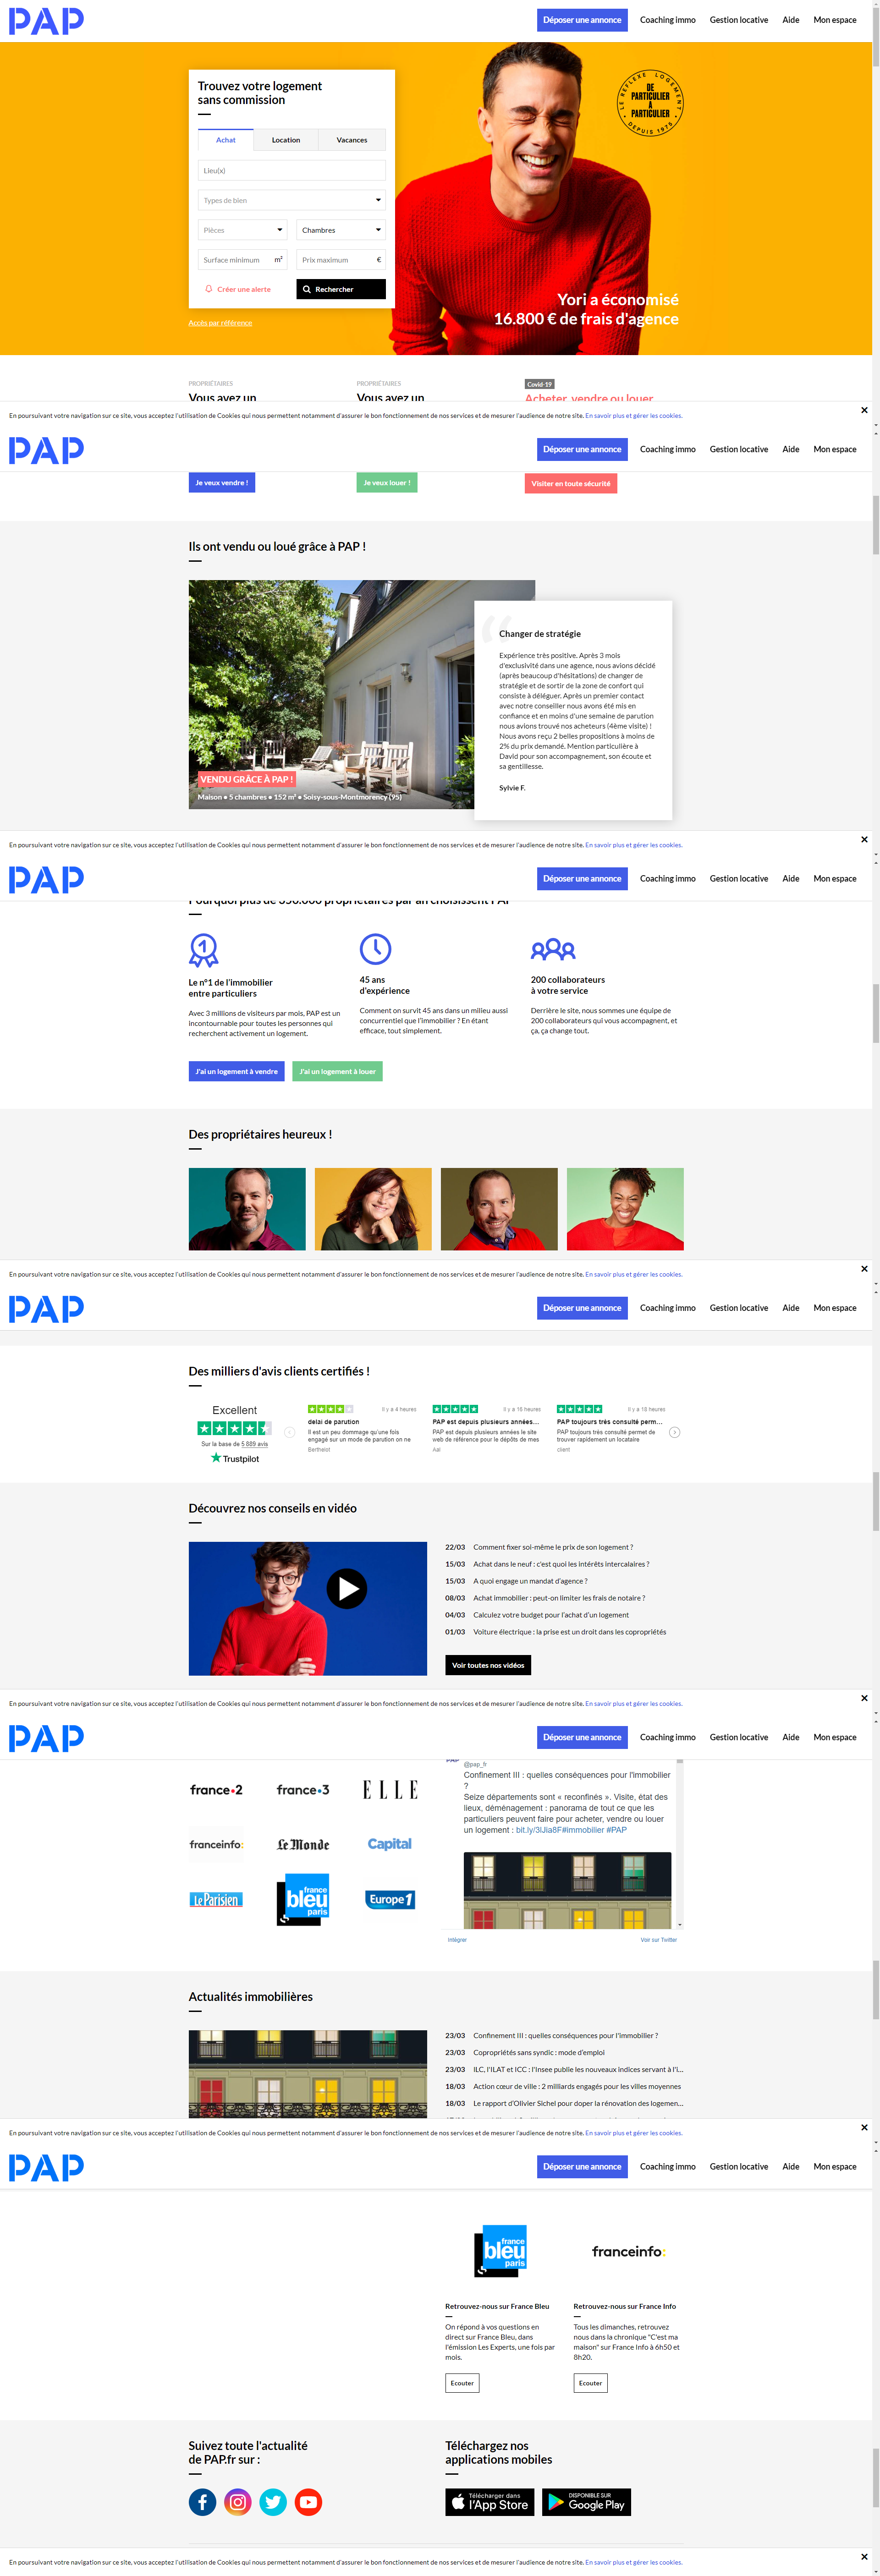 PAP
Déposer une annonce
Coaching immo
Gestion locative
Aide
Mon espace
Trouvez votre logement
sans commission
Achat
Location
Vacances
Lieu(x)
Types de bien
Pièces
Chambres
Surface minimum
m²
Prix maximum
€
Créer une alerte
Rechercher
Accès par référence
LE REFLEXE LOGEMENT
DE
PARTICULIER
À
PARTICULIER
DEPUIS 1975
Yori a économisé
16.800 € de frais d'agence
PROPRIÉTAIRES
Vous avez un
PROPRIÉTAIRES
Vous avez un
Covid-19
Acheter, vendre ou louer
En poursuivant votre navigation sur ce site, vous acceptez l'utilisation de Cookies qui nous permettent notamment d'assurer le bon fonctionnement de nos services et de mesurer l'audience de notre site. En savoir plus et gérer les cookies.
PAP
Déposer une annonce
Coaching immo
Gestion locative
Aide
Mon espace
Je veux vendre !
Je veux louer !
Visiter en toute sécurité
Ils ont vendu ou loué grâce à PAP !
Changer de stratégie
Expérience très positive. Après 3 mois
d'exclusivité dans une agence, nous avions décidé
(après beaucoup d'hésitations) de changer de
stratégie et de sortir de la zone de confort qui
consiste à déléguer. Après un premier contact
avec notre conseiller nous avons été mis en
confiance et en moins d'une semaine de parution
nous avions trouvé nos acheteurs (4ème visite) !
Nous avons reçu 2 belles propositions à moins de
2% du prix demandé. Mention particulière à
David pour son accompagnement, son écoute et
sa gentillesse.
Sylvie F.
VENDU GRÂCE À PAP !
Maison • 5 chambres • 152 m² • Soisy-sous-Montmorency (95)
En poursuivant votre navigation sur ce site, vous acceptez l'utilisation de Cookies qui nous permettent notamment d'assurer le bon fonctionnement de nos services et de mesurer l'audience de notre site. En savoir plus et gérer les cookies.
PAP
Déposer une annonce
Coaching immo
Gestion locative
Aide
Mon espace
Pourquoi plus de 350.000 propriétaires par an choisissent PAP
1
Le n°1 de l'immobilier
entre particuliers
Avec 3 millions de visiteurs par mois, PAP est un
incontournable pour toutes les personnes qui
recherchent activement un logement.
45 ans
d'expérience
Comment on survit 45 ans dans un milieu aussi
concurrentiel que l'immobilier ? En étant
efficace, tout simplement.
200 collaborateurs
à votre service
Derrière le site, nous sommes une équipe de
200 collaborateurs qui vous accompagnent, et
ça, ça change tout.
J'ai un logement à vendre
J'ai un logement à louer
Des propriétaires heureux !
En poursuivant votre navigation sur ce site, vous acceptez l'utilisation de Cookies qui nous permettent notamment d'assurer le bon fonctionnement de nos services et de mesurer l'audience de notre site. En savoir plus et gérer les cookies.
PAP
Déposer une annonce
Coaching immo
Gestion locative
Aide
Mon espace
Des milliers d'avis clients certifiés !
Excellent
Sur la base de 5 889 avis
Trustpilot
Il y a 4 heures
delai de parution
Il est un peu dommage qu'une fois
engagé sur un mode de parution on ne
Berthelot
Il y a 16 heures
PAP est depuis plusieurs années...
PAP est depuis plusieurs années le site
web de référence pour le dépôts de mes
Aal
Il y a 18 heures
PAP toujours très consulté perm...
PAP toujours très consulté permet de
trouver rapidement un locataire
client
Découvrez nos conseils en vidéo
22/03 Comment fixer soi-même le prix de son logement ?
15/03 Achat dans le neuf : c'est quoi les intérêts intercalaires ?
15/03 A quoi engage un mandat d'agence ?
08/03 Achat immobilier : peut-on limiter les frais de notaire ?
04/03 Calculez votre budget pour l'achat d'un logement
01/03 Voiture électrique : la prise est un droit dans les copropriétés
Voir toutes nos vidéos
En poursuivant votre navigation sur ce site, vous acceptez l'utilisation de Cookies qui nous permettent notamment d'assurer le bon fonctionnement de nos services et de mesurer l'audience de notre site. En savoir plus et gérer les cookies.
PAP
Déposer une annonce
Coaching immo
Gestion locative
Aide
Mon espace
france•2
france•3
ELLE
franceinfo:
Le Monde
Capital
Le Parisien
france
bleu
paris
Europe 1
@pap_fr
Confinement III : quelles conséquences pour l'immobilier
?
Seize départements sont « reconfinés ». Visite, état des
lieux, déménagement : panorama de tout ce que les
particuliers peuvent faire pour acheter, vendre ou louer
un logement : bit.ly/3lJia8F#immobilier #PAP
Intégrer
Voir sur Twitter
Actualités immobilières
23/03 Confinement III : quelles conséquences pour l'immobilier ?
23/03 Copropriétés sans syndic : mode d'emploi
23/03 ILC, l'ILAT et ICC : l'Insee publie les nouveaux indices servant à l'i...
18/03 Action cœur de ville : 2 milliards engagés pour les villes moyennes
18/03 Le rapport d'Olivier Sichel pour doper la rénovation des logemen...
En poursuivant votre navigation sur ce site, vous acceptez l'utilisation de Cookies qui nous permettent notamment d'assurer le bon fonctionnement de nos services et de mesurer l'audience de notre site. En savoir plus et gérer les cookies.
PAP
Déposer une annonce
Coaching immo
Gestion locative
Aide
Mon espace
france
bleu
paris
franceinfo:
Retrouvez-nous sur France Bleu
On répond à vos questions en
direct sur France Bleu, dans
l'émission Les Experts, une fois par
mois.
Ecouter
Retrouvez-nous sur France Info
Tous les dimanches, retrouvez
nous dans la chronique "C'est ma
maison" sur France Info à 6h50 et
8h20.
Ecouter
Suivez toute l'actualité
de PAP.fr sur :
Téléchargez nos
applications mobiles
Télécharger dans
l'App Store
DISPONIBLE SUR
Google Play
En poursuivant votre navigation sur ce site, vous acceptez l'utilisation de Cookies qui nous permettent notamment d'assurer le bon fonctionnement de nos services et de mesurer l'audience de notre site. En savoir plus et gérer les cookies.